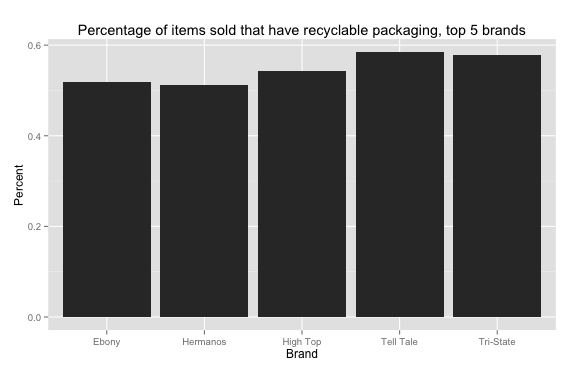 Percentage of items sold that have recyclable packaging, top 5 brands
0.6
0.4
0.2
0.0
Percent
Ebony Hermanos High Top Tell Tale Tri-State
Brand